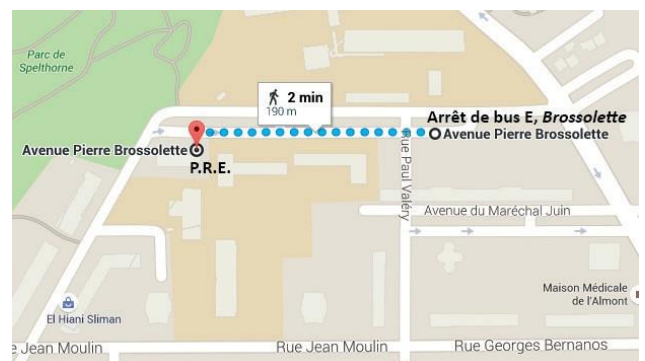 Parc de
Spelthorne
2 min
190 m
Arrêt de bus E, Brossolette
Avenue Pierre Brossolette
Avenue Pierre Brossolette
P.R.E.
Rue Paul Valéry
Avenue du Maréchal Juin
Maison Médicale
de l'Almont
El Hiani Sliman
e Jean Moulin
Rue Jean Moulin
Rue Georges Bernanos